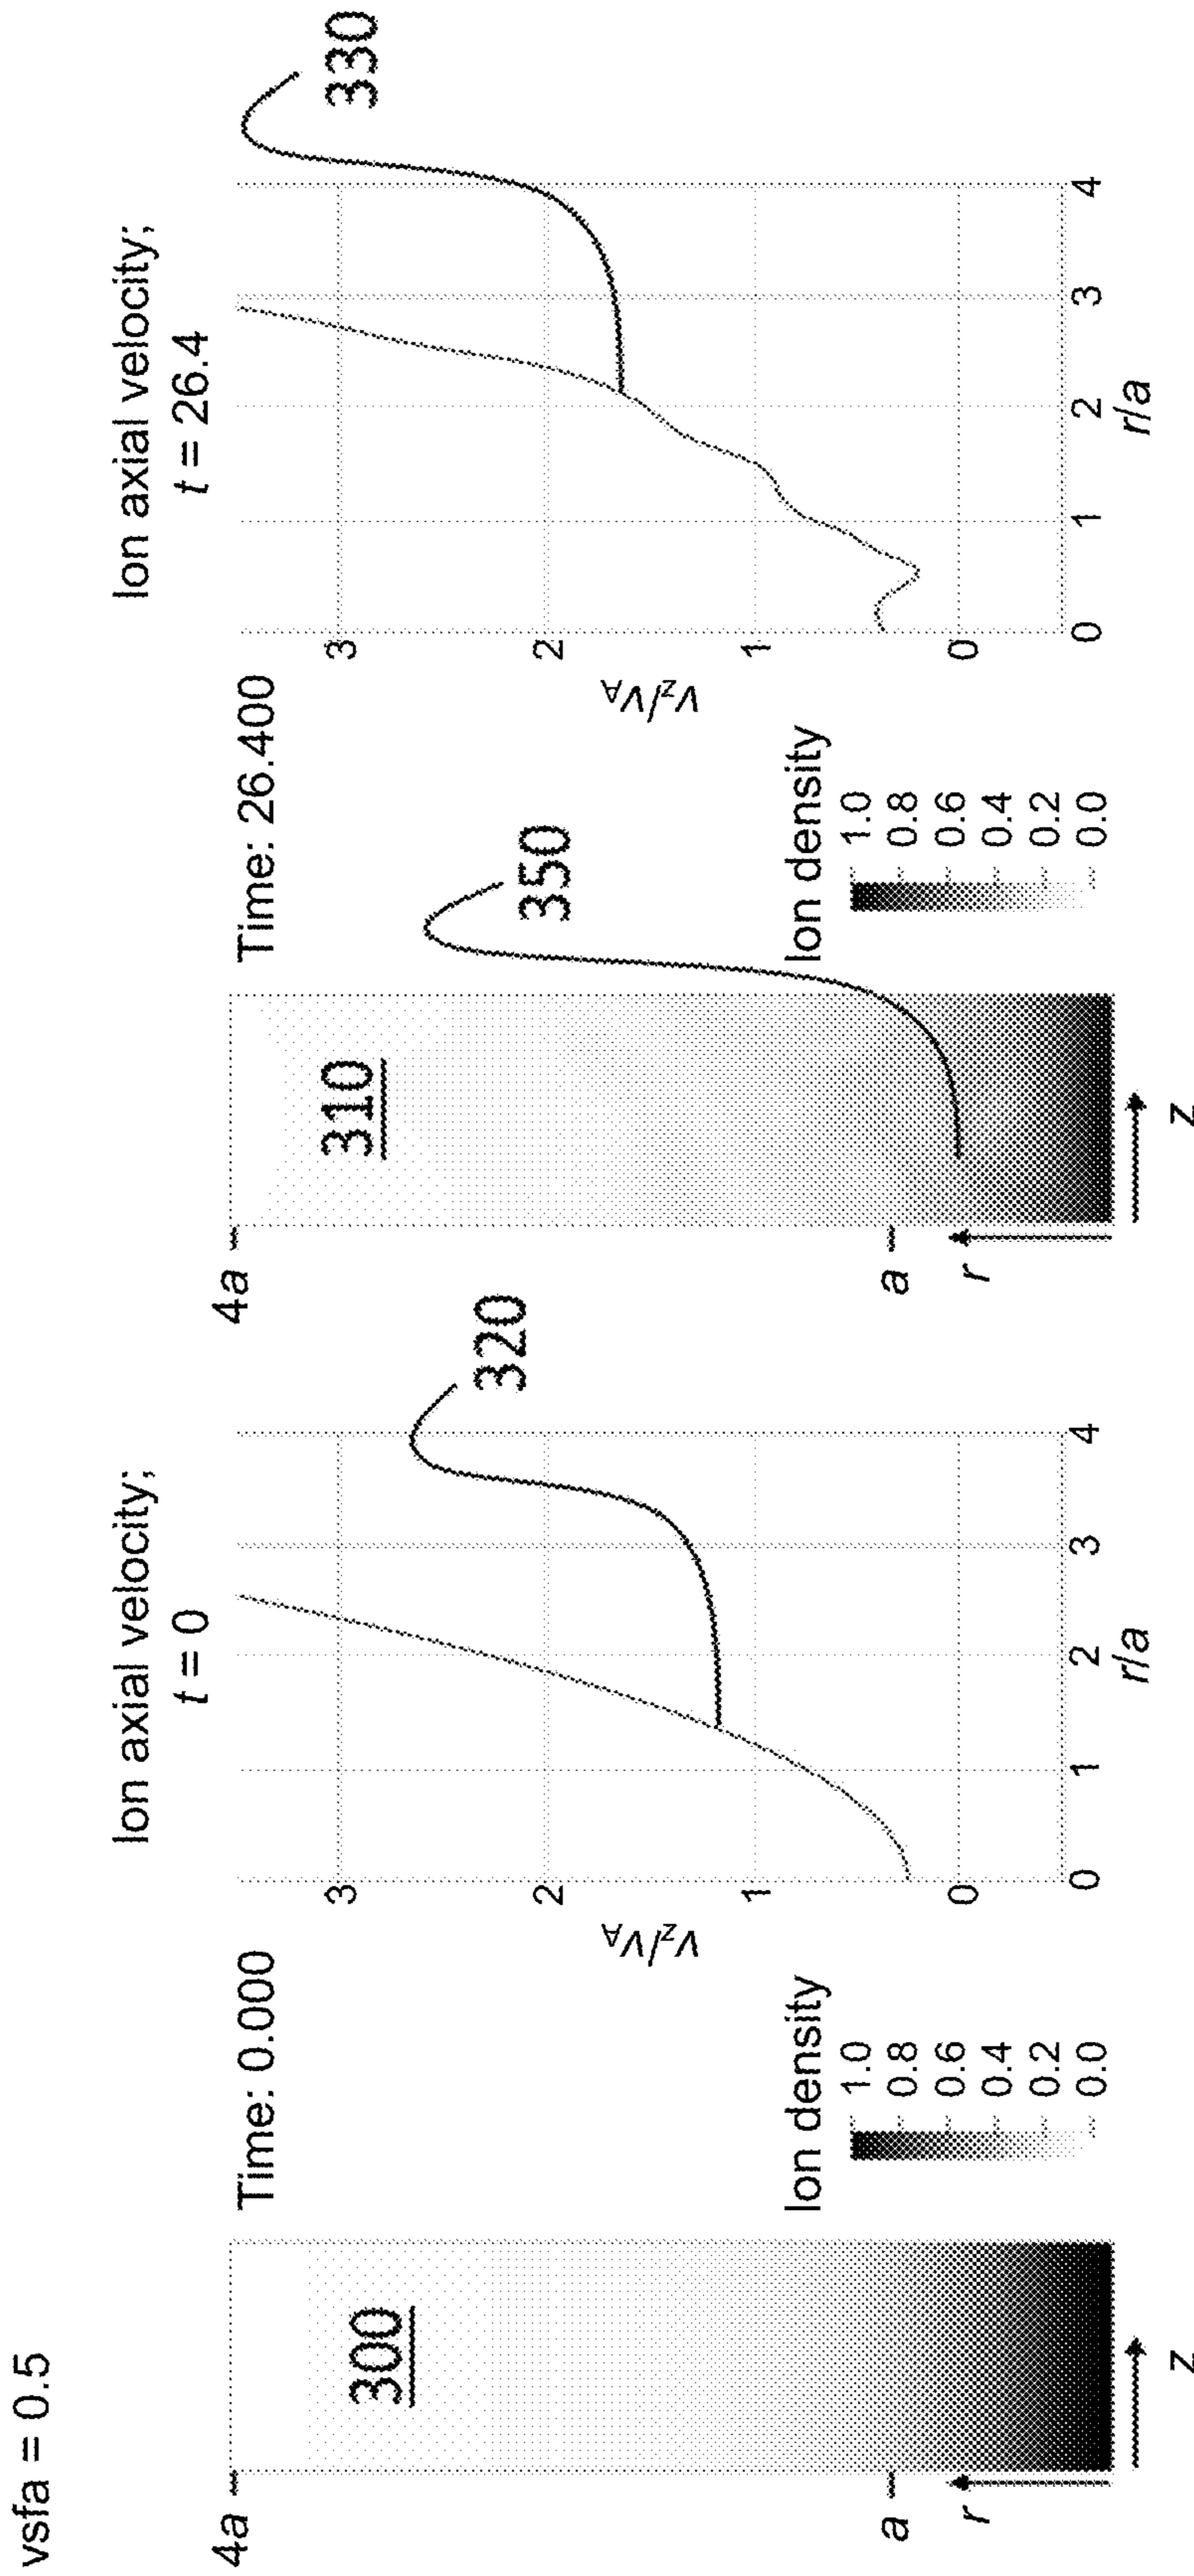 vsfa = 0.5
4a
a
r
z
300
Time: 0.000
Ion density
1.0
0.8
0.6
0.4
0.2
0.0
Ion axial velocity;
t = 0
3
2
1
0
vz/vA
0 1 2 3 4
r/a
320
4a
a
r
z
310
350
Time: 26.400
Ion density
1.0
0.8
0.6
0.4
0.2
0.0
Ion axial velocity;
t = 26.4
3
2
1
0
vz/vA
0 1 2 3 4
r/a
330